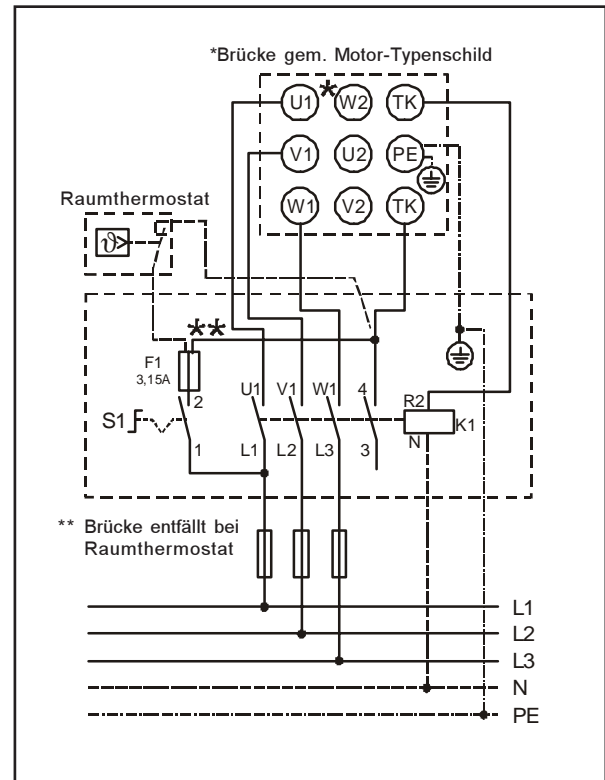 *Brücke gem. Motor-Typenschild
U1 * W2 TK
V1 U2 PE
W1 V2 TK
Raumthermostat
ϑ >
**
F1
3,15A
2
U1 V1 W1 4
R2
S1
K1
N
1 L1 L2 L3 3
** Brücke entfällt bei
Raumthermostat
L1
L2
L3
N
PE